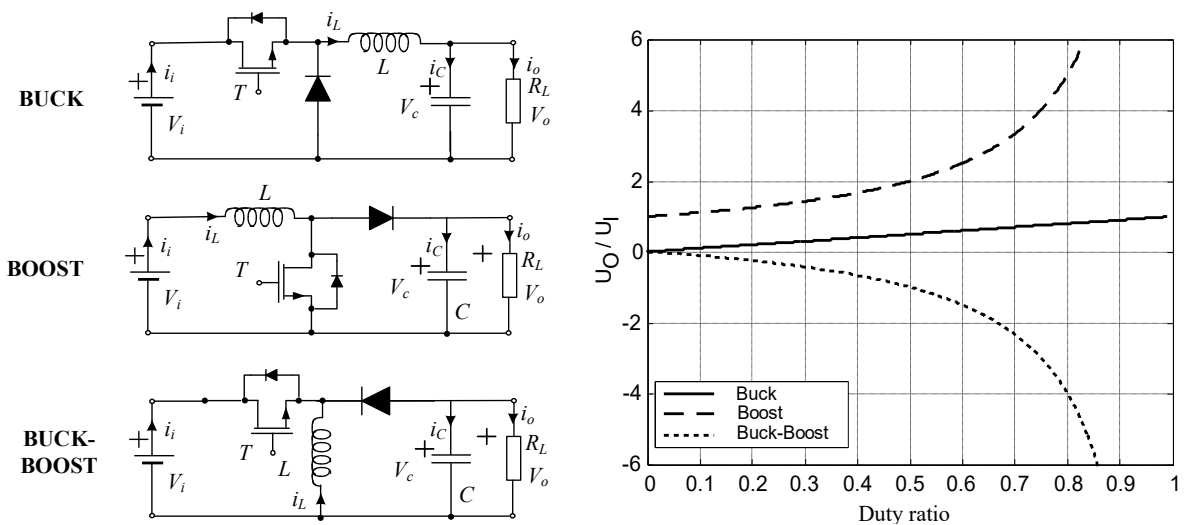 BUCK
i_i
+
V_i
T
i_L
L
i_C
+
V_c
i_o
R_L
V_o
BOOST
i_i
+
V_i
L
i_L
T
i_C
+
V_c
C
i_o
+
R_L
V_o
BUCK-
BOOST
i_i
+
V_i
T
L
i_L
i_C
+
V_c
C
i_o
+
R_L
V_o
U_O / U_I
6
4
2
0
-2
-4
-6
Buck
Boost
Buck-Boost
0 0.1 0.2 0.3 0.4 0.5 0.6 0.7 0.8 0.9 1
Duty ratio